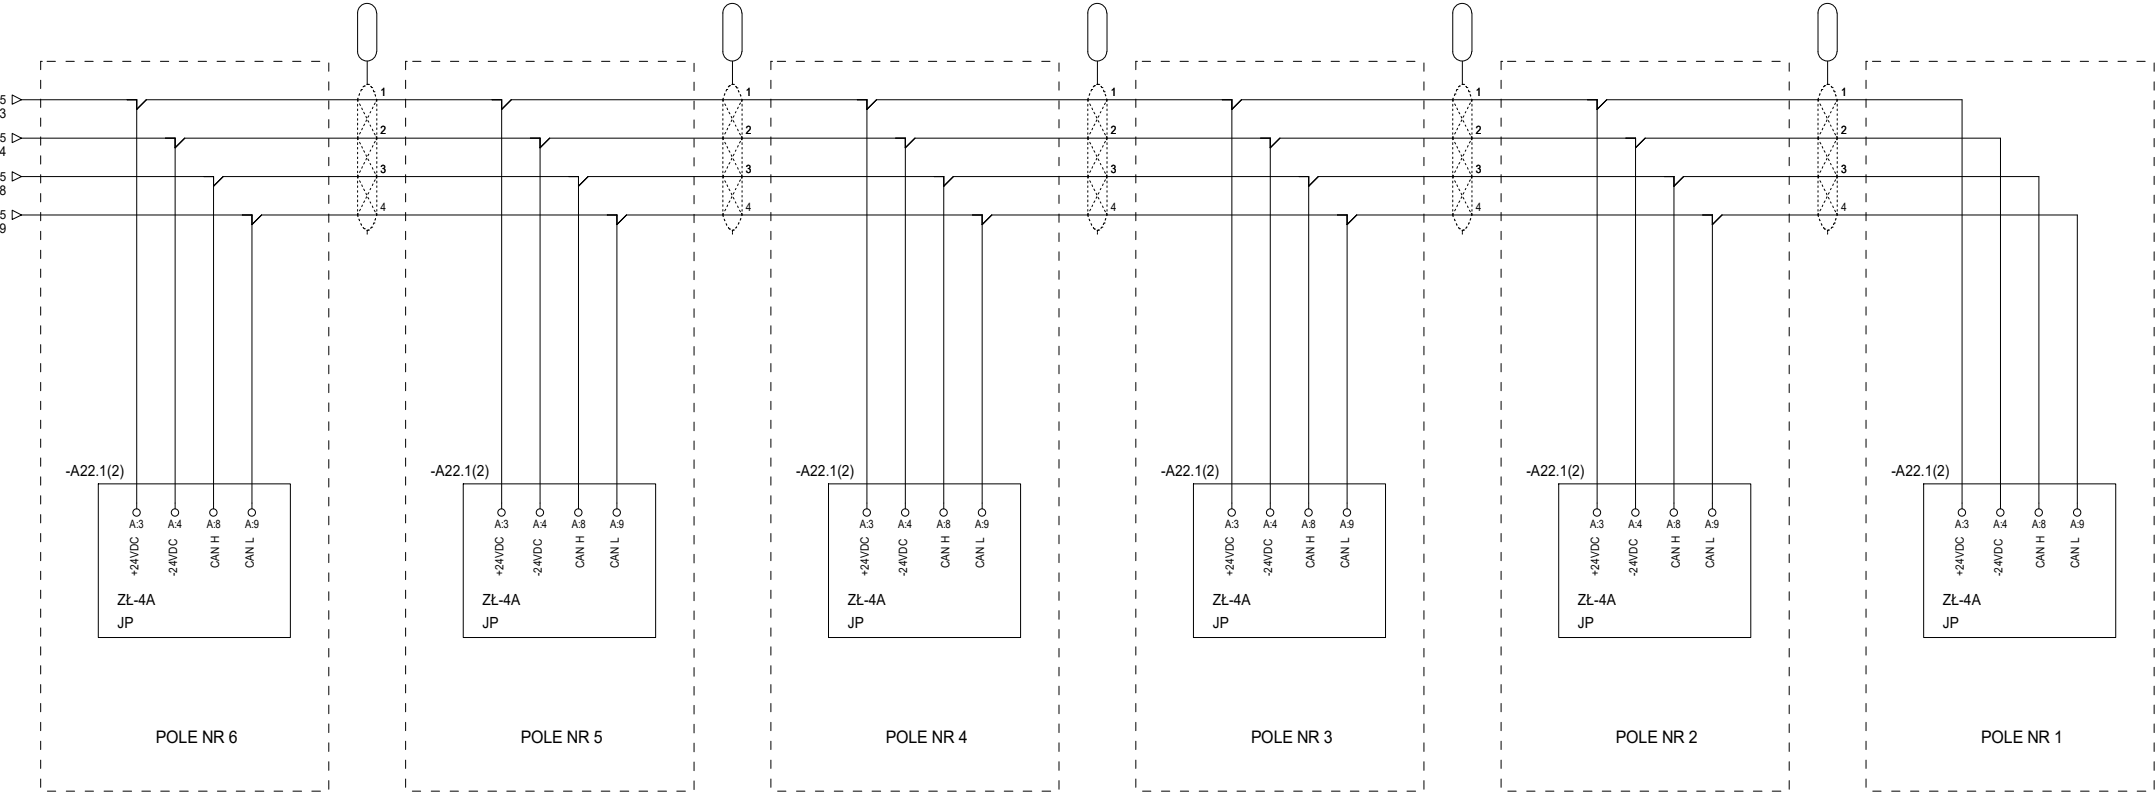 1 1 1 1 1
5
3
2 2 2 2 2
5
4
3 3 3 3 3
5
8
4 4 4 4 4
5
9
-A22.1(2) -A22.1(2) -A22.1(2) -A22.1(2) -A22.1(2) -A22.1(2)
A:3 A:4 A:8 A:9 A:3 A:4 A:8 A:9 A:3 A:4 A:8 A:9 A:3 A:4 A:8 A:9 A:3 A:4 A:8 A:9 A:3 A:4 A:8 A:9
+24VDC -24VDC CAN H CAN L +24VDC -24VDC CAN H CAN L +24VDC -24VDC CAN H CAN L +24VDC -24VDC CAN H CAN L +24VDC -24VDC CAN H CAN L +24VDC -24VDC CAN H CAN L
ZŁ-4A ZŁ-4A ZŁ-4A ZŁ-4A ZŁ-4A ZŁ-4A
JP JP JP JP JP JP
POLE NR 6 POLE NR 5 POLE NR 4 POLE NR 3 POLE NR 2 POLE NR 1